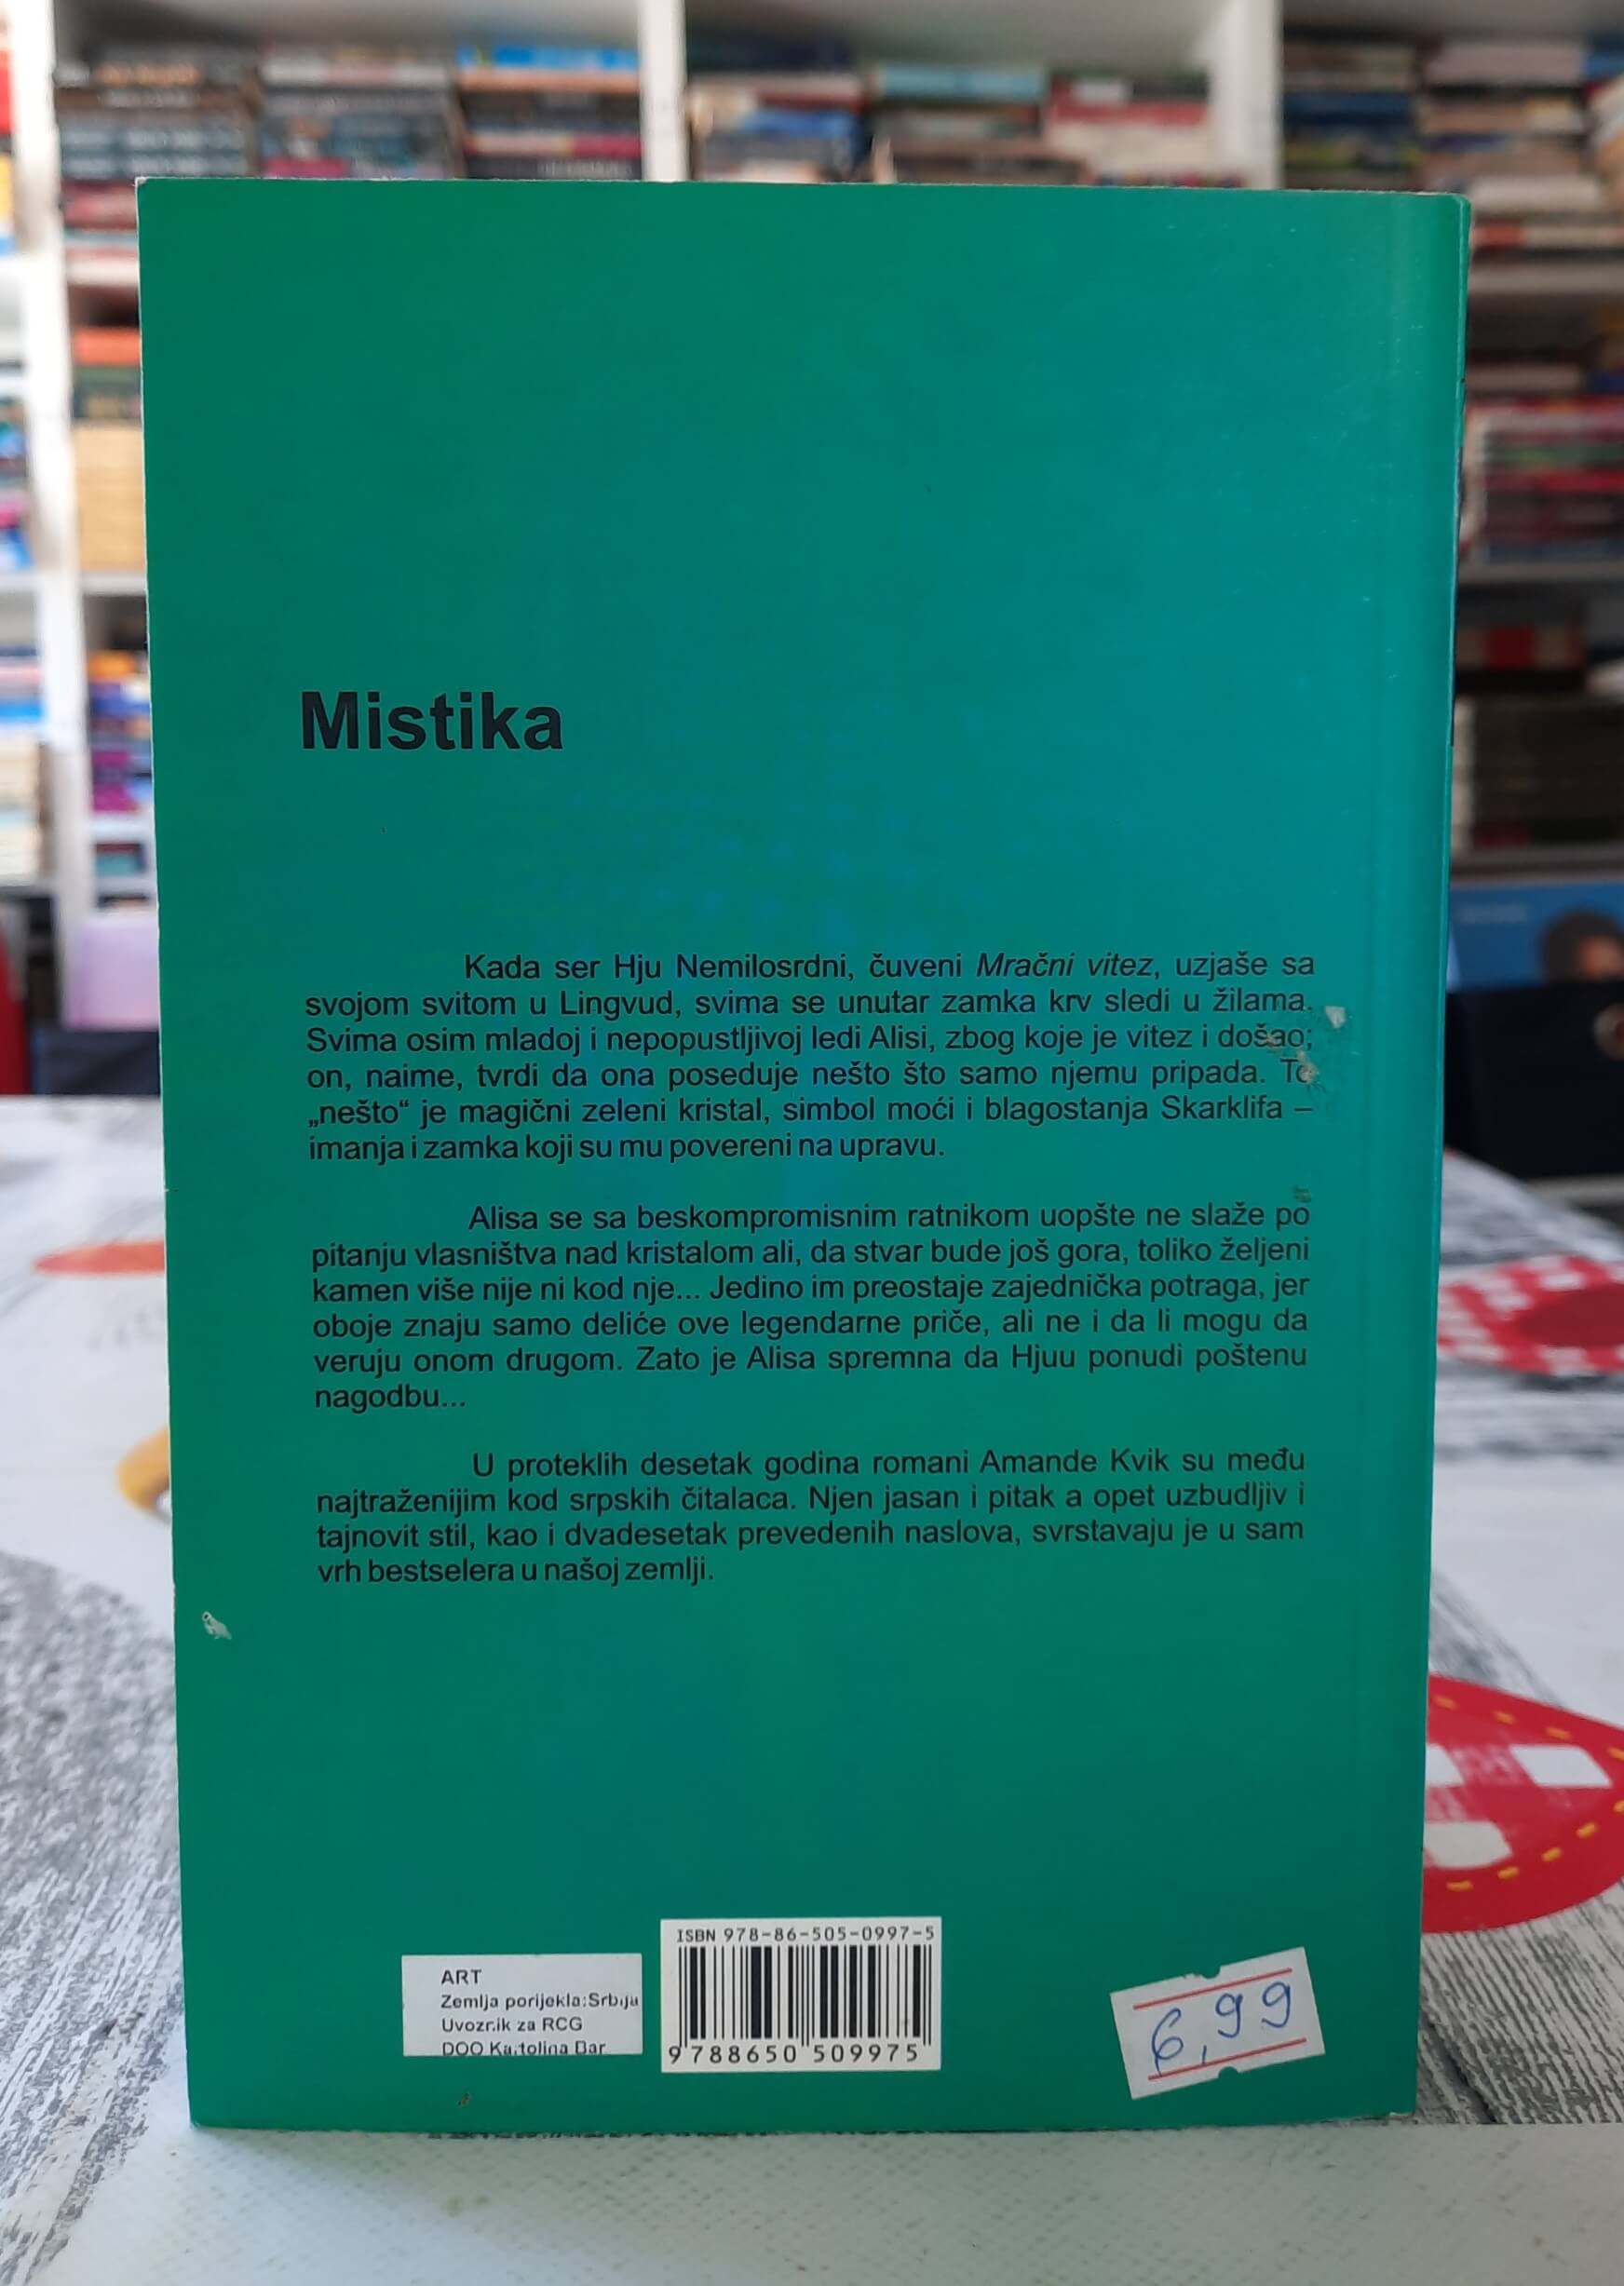 Mistika
Kada ser Hju Nemilosrdni, čuveni Mračni vitez, uzjaše sa
svojom svitom u Lingvud, svima se unutar zamka krv sledi u žilama.
Svima osim mladoj i nepopustljivoj ledi Alisi, zbog koje je vitez i došao;
on, naime, tvrdi da ona poseduje nešto što samo njemu pripada. To
„nešto“ je magični zeleni kristal, simbol moći i blagostanja Skarklifa –
imanja i zamka koji su mu povereni na upravu.
Alisa se sa beskompromisnim ratnikom uopšte ne slaže po
pitanju vlasništva nad kristalom ali, da stvar bude još gora, toliko željeni
kamen više nije ni kod nje... Jedino im preostaje zajednička potraga, jer
oboje znaju samo deliće ove legendarne priče, ali ne i da li mogu da
veruju onom drugom. Zato je Alisa spremna da Hjuu ponudi poštenu
nagodbu...
U proteklih desetak godina romani Amande Kvik su među
najtraženijim kod srpskih čitalaca. Njen jasan i pitak a opet uzbudljiv i
tajnovit stil, kao i dvadesetak prevedenih naslova, svrstavaju je u sam
vrh bestselera u našoj zemlji.
ISBN 978-86-505-0997-5
9 788650 509975
ART
Zemlja porijekla:Srbija
Uvoznik za RCG
DOO Kartolina Bar
6,99